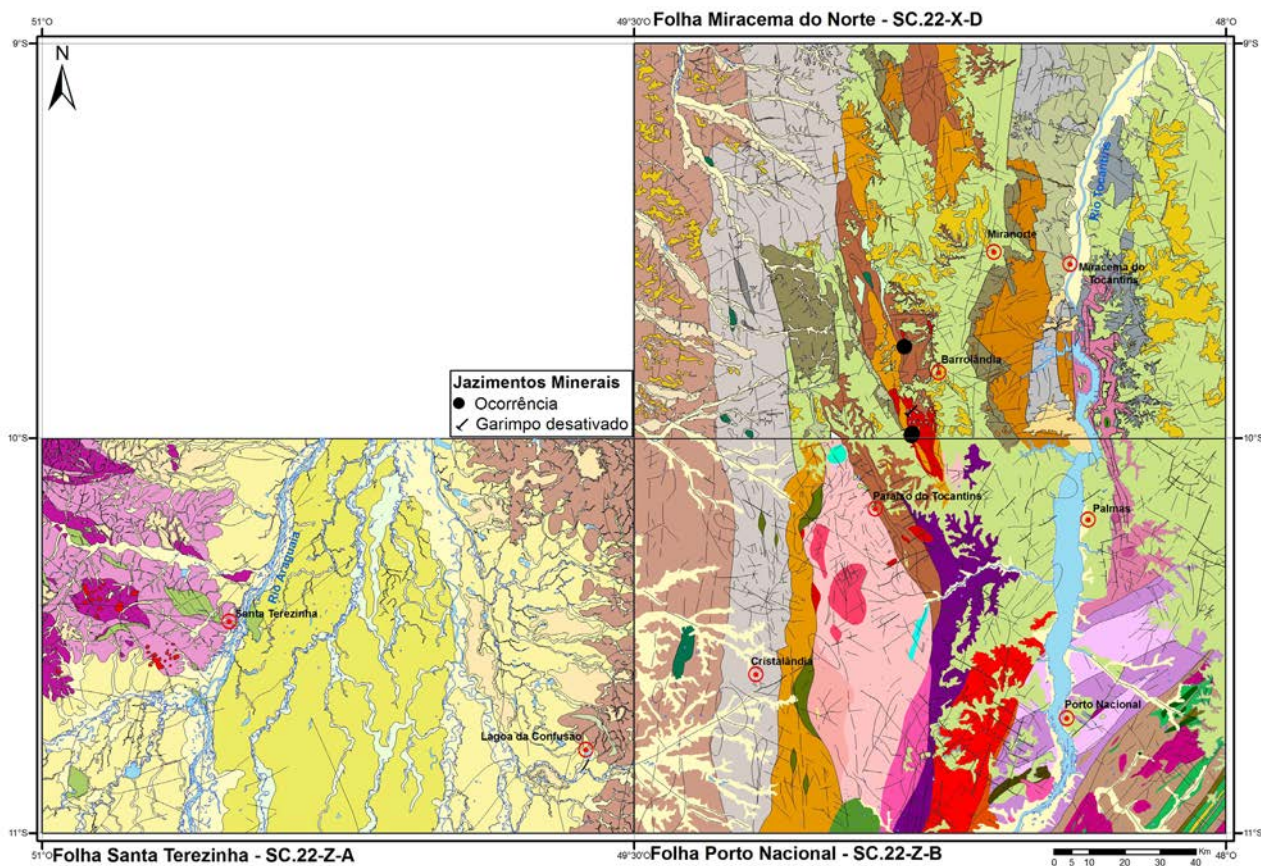 Folha Miracema do Norte - SC.22-X-D
51°O
49°30'O
48°O
9°S
9°S
N
Rio Tocantins
Miranorte
Miracema do
Tocantins
Barrolândia
Jazimentos Minerais
Ocorrência
Garimpo desativado
10°S
10°S
Paraíso do Tocantins
Palmas
Rio Araguaia
Santa Terezinha
Cristalândia
Porto Nacional
Lagoa da Confusão
11°S
11°S
51°O
49°30'O
48°O
Folha Santa Terezinha - SC.22-Z-A
Folha Porto Nacional - SC.22-Z-B
Km
0 5 10 20 30 40